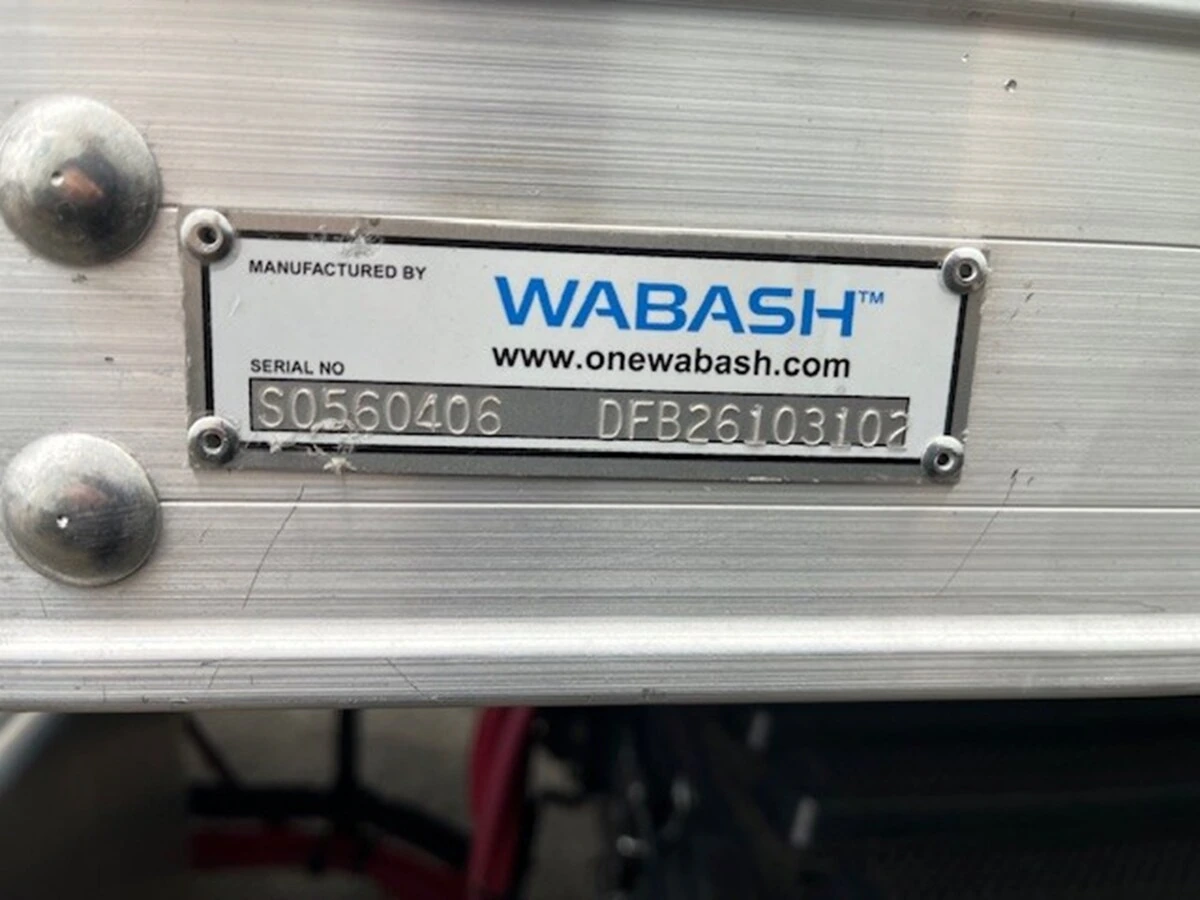 MANUFACTURED BY
WABASH™
www.onewabash.com
SERIAL NO
S0560406 DFB26103102